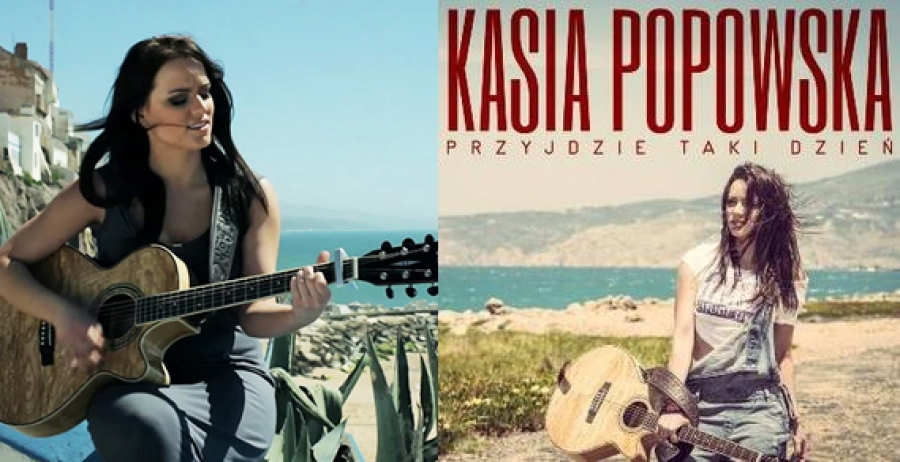 KASIA POPOWSKA
PRZYJDZIE TAKI DZIEŃ